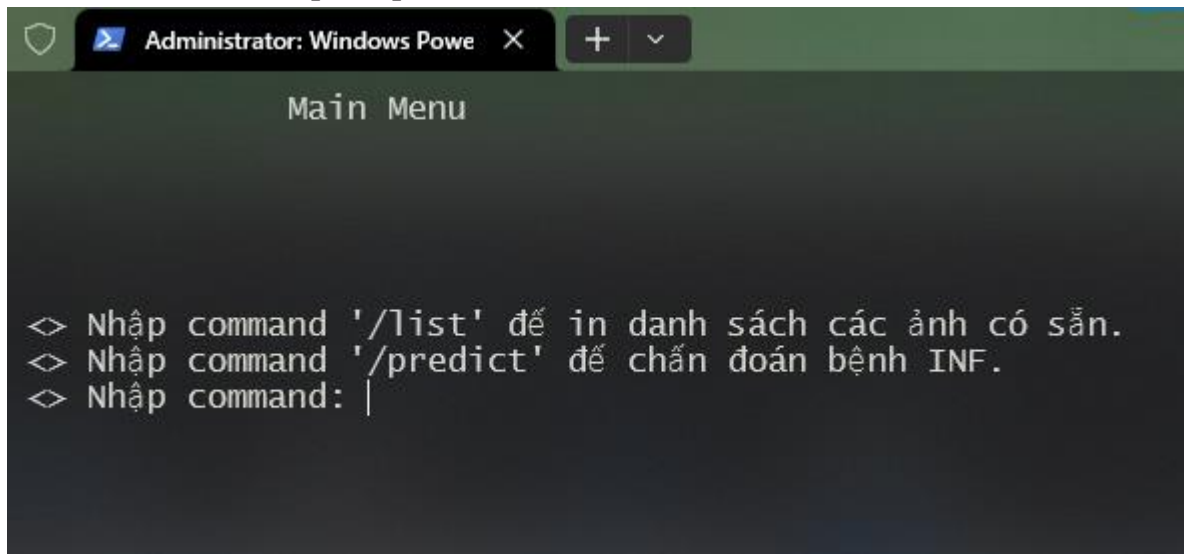 Administrator: Windows Powe
Main Menu
<> Nhập command '/list' để in danh sách các ảnh có sẵn.
<> Nhập command '/predict' để chẩn đoán bệnh INF.
<> Nhập command: